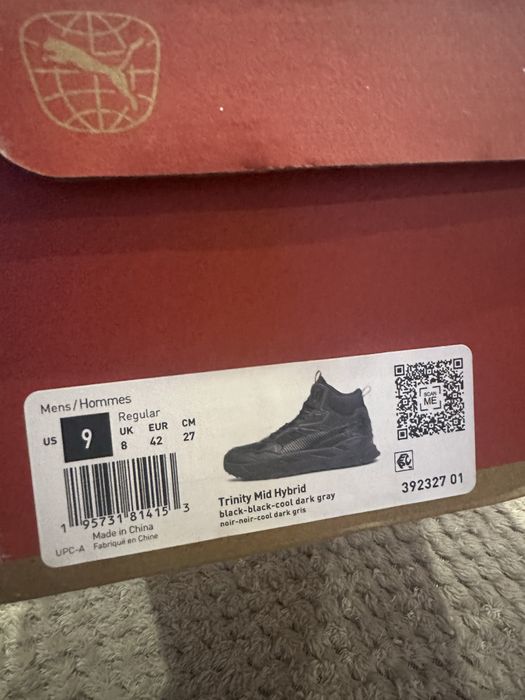 Mens/Hommes
Regular
US 9 UK EUR CM
8 42 27
1 95731 81415 3
Made in China
UPC-A Fabriqué en Chine
Trinity Mid Hybrid
black-black-cool dark gray
noir-noir-cool dark gris
SCAN
ME
392327 01